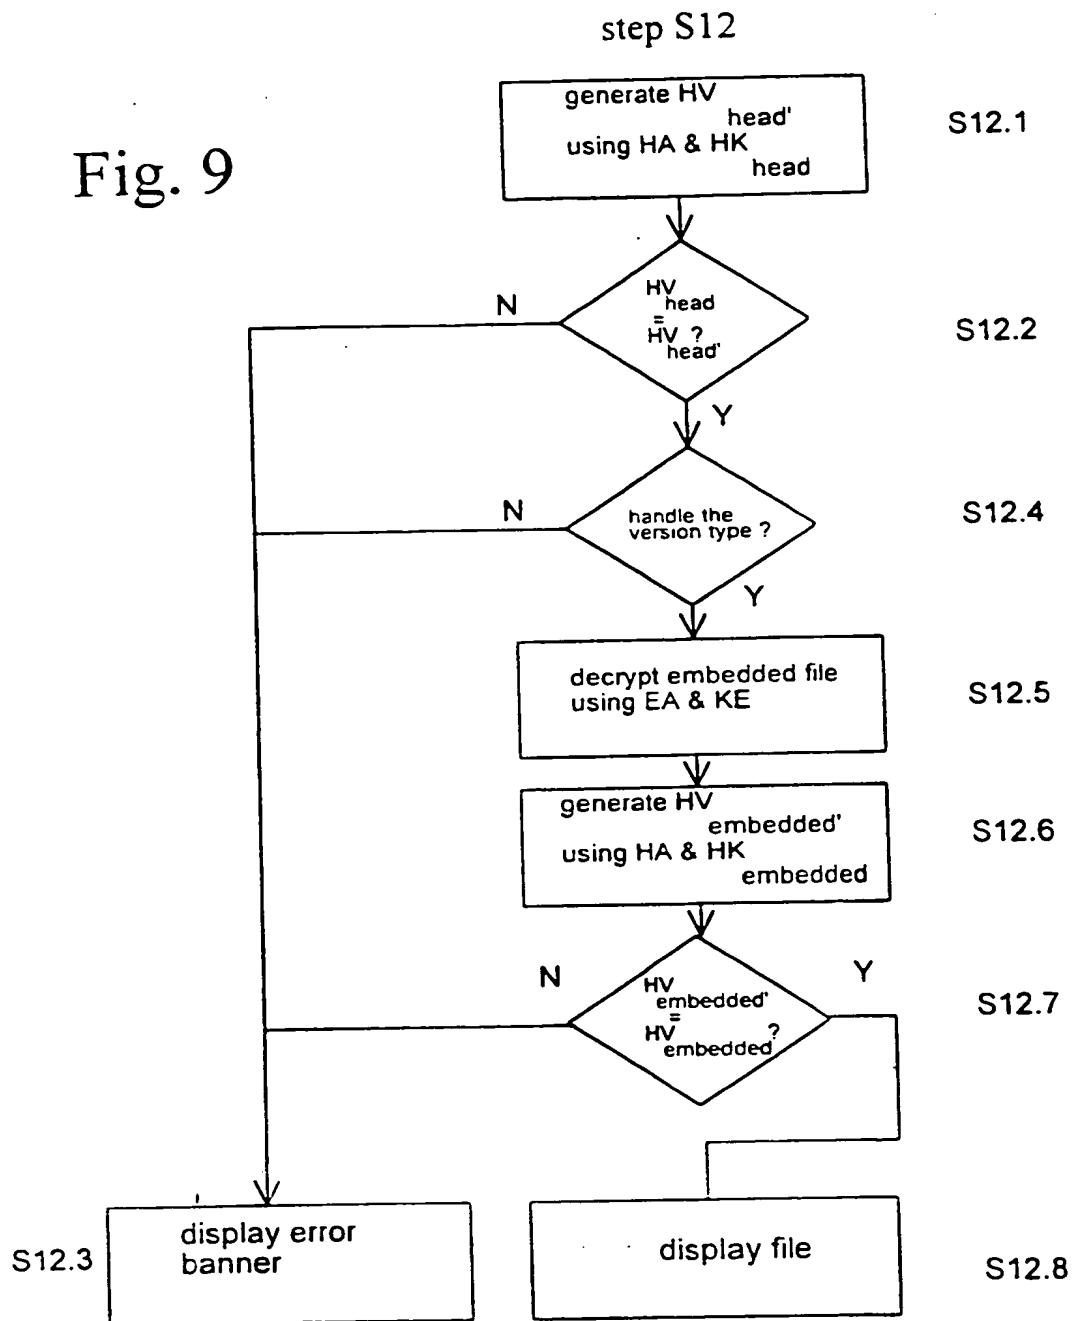 step S12
Fig. 9
generate HV
head'
using HA & HK
head
S12.1
HV
head
=
HV ?
head'
N
S12.2
Y
handle the
version type ?
N
S12.4
Y
decrypt embedded file
using EA & KE
S12.5
generate HV
embedded'
using HA & HK
embedded
S12.6
N
HV
embedded'
=
HV ?
embedded
Y
S12.7
S12.3
display error
banner
display file
S12.8